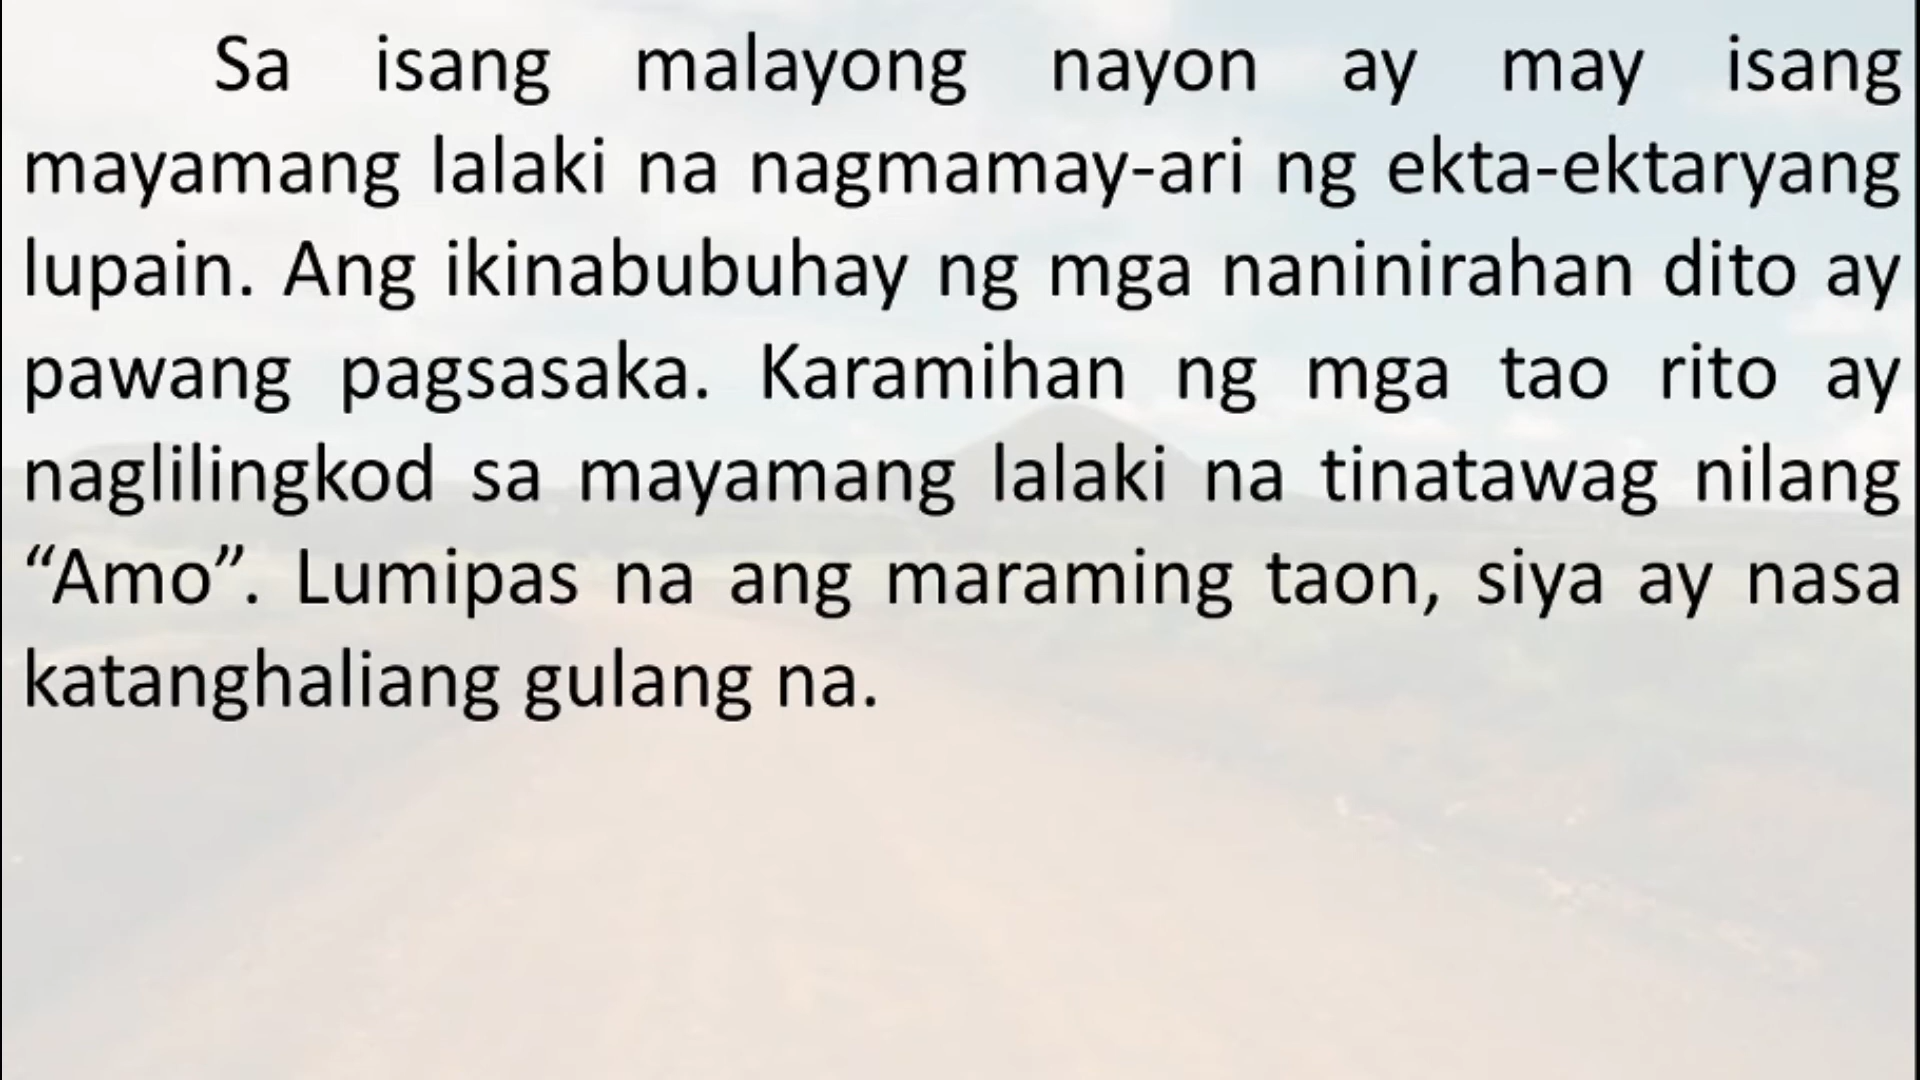 Sa isang malayong nayon ay may isang
mayamang lalaki na nagmamay-ari ng ekta-ektaryang
lupain. Ang ikinabubuhay ng mga naninirahan dito ay
pawang pagsasaka. Karamihan ng mga tao rito ay
naglilingkod sa mayamang lalaki na tinatawag nilang
“Amo”. Lumipas na ang maraming taon, siya ay nasa
katanghaliang gulang na.